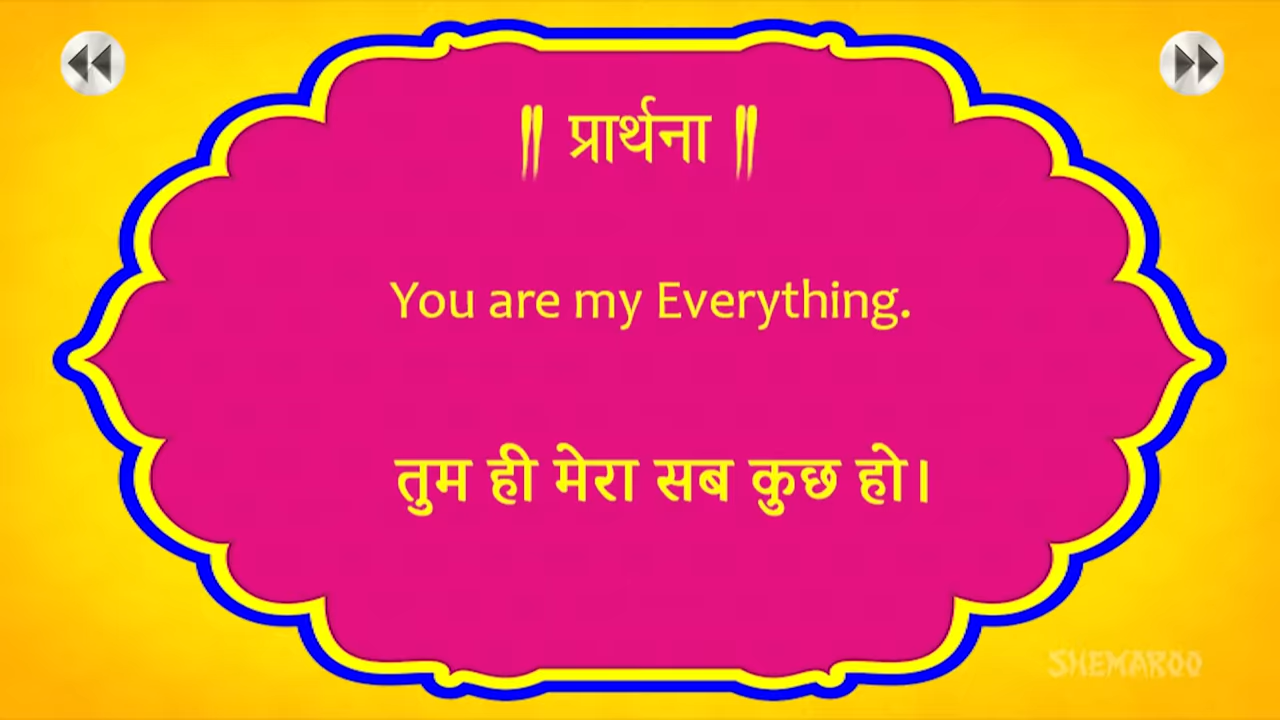 ॥ प्रार्थना ॥
You are my Everything.
तुम ही मेरा सब कुछ हो।
SHEMAROO